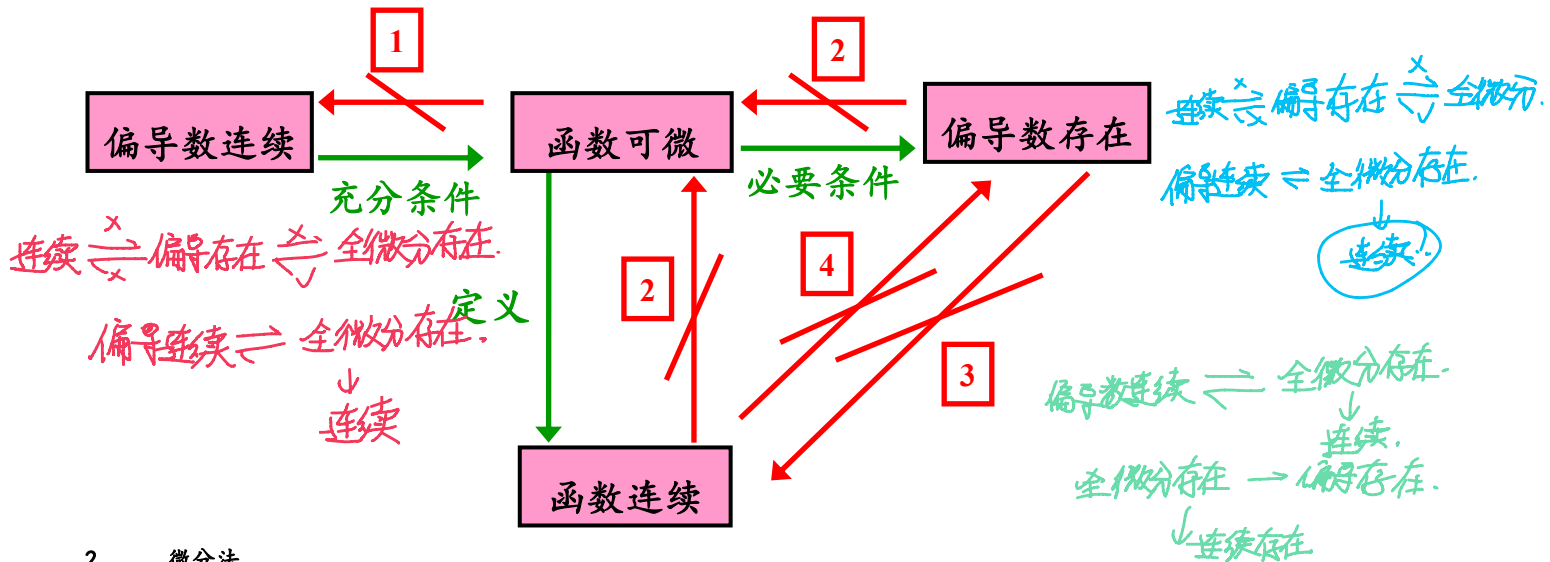 1
2
偏导数连续
函数可微
偏导数存在
充分条件
必要条件
定义
2
4
3
函数连续
连续 ⇌ 偏导存在 ⇌ 全微分存在.
× × × √
偏导连续 ⇌ 全微分存在.
↓
连续
连续 ⇌ 偏导存在 ⇌ 全微分.
× × √
偏导连续 ⇌ 全微分存在.
↓
连续!
偏导数连续 ⇌ 全微分存在.
↓
连续.
全微分存在 → 偏导存在.
↓
连续存在
2 微分法